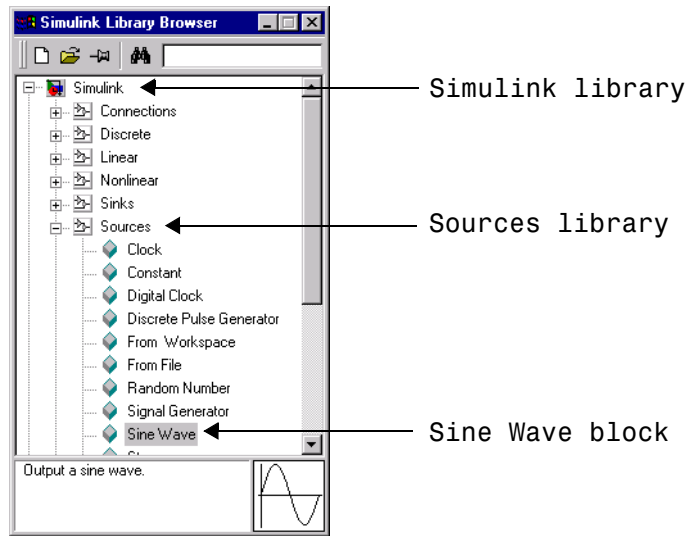 Simulink Library Browser
Simulink
Simulink library
Connections
Discrete
Linear
Nonlinear
Sinks
Sources
Sources library
Clock
Constant
Digital Clock
Discrete Pulse Generator
From Workspace
From File
Random Number
Signal Generator
Sine Wave
Sine Wave block
Output a sine wave.